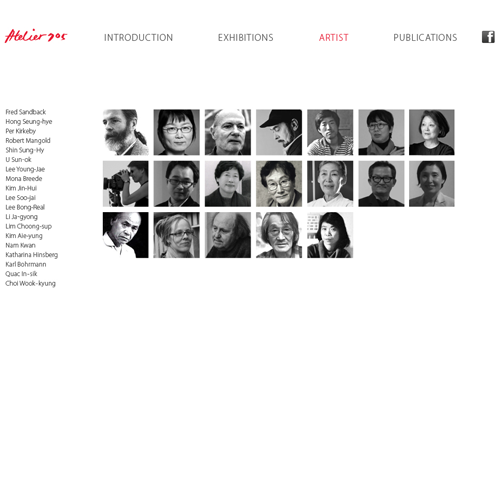 Atelier 705
INTRODUCTION
EXHIBITIONS
ARTIST
PUBLICATIONS
f
Fred Sandback
Hong Seung-hye
Per Kirkeby
Robert Mangold
Shin Sung-Hy
U Sun-ok
Lee Young-Jae
Mona Breede
Kim Jin-Hui
Lee Soo-jai
Lee Bong-Real
Li Ja-gyong
Lim Choong-sup
Kim Aie-yung
Nam Kwan
Katharina Hinsberg
Karl Bohrmann
Quac In-sik
Choi Wook-kyung